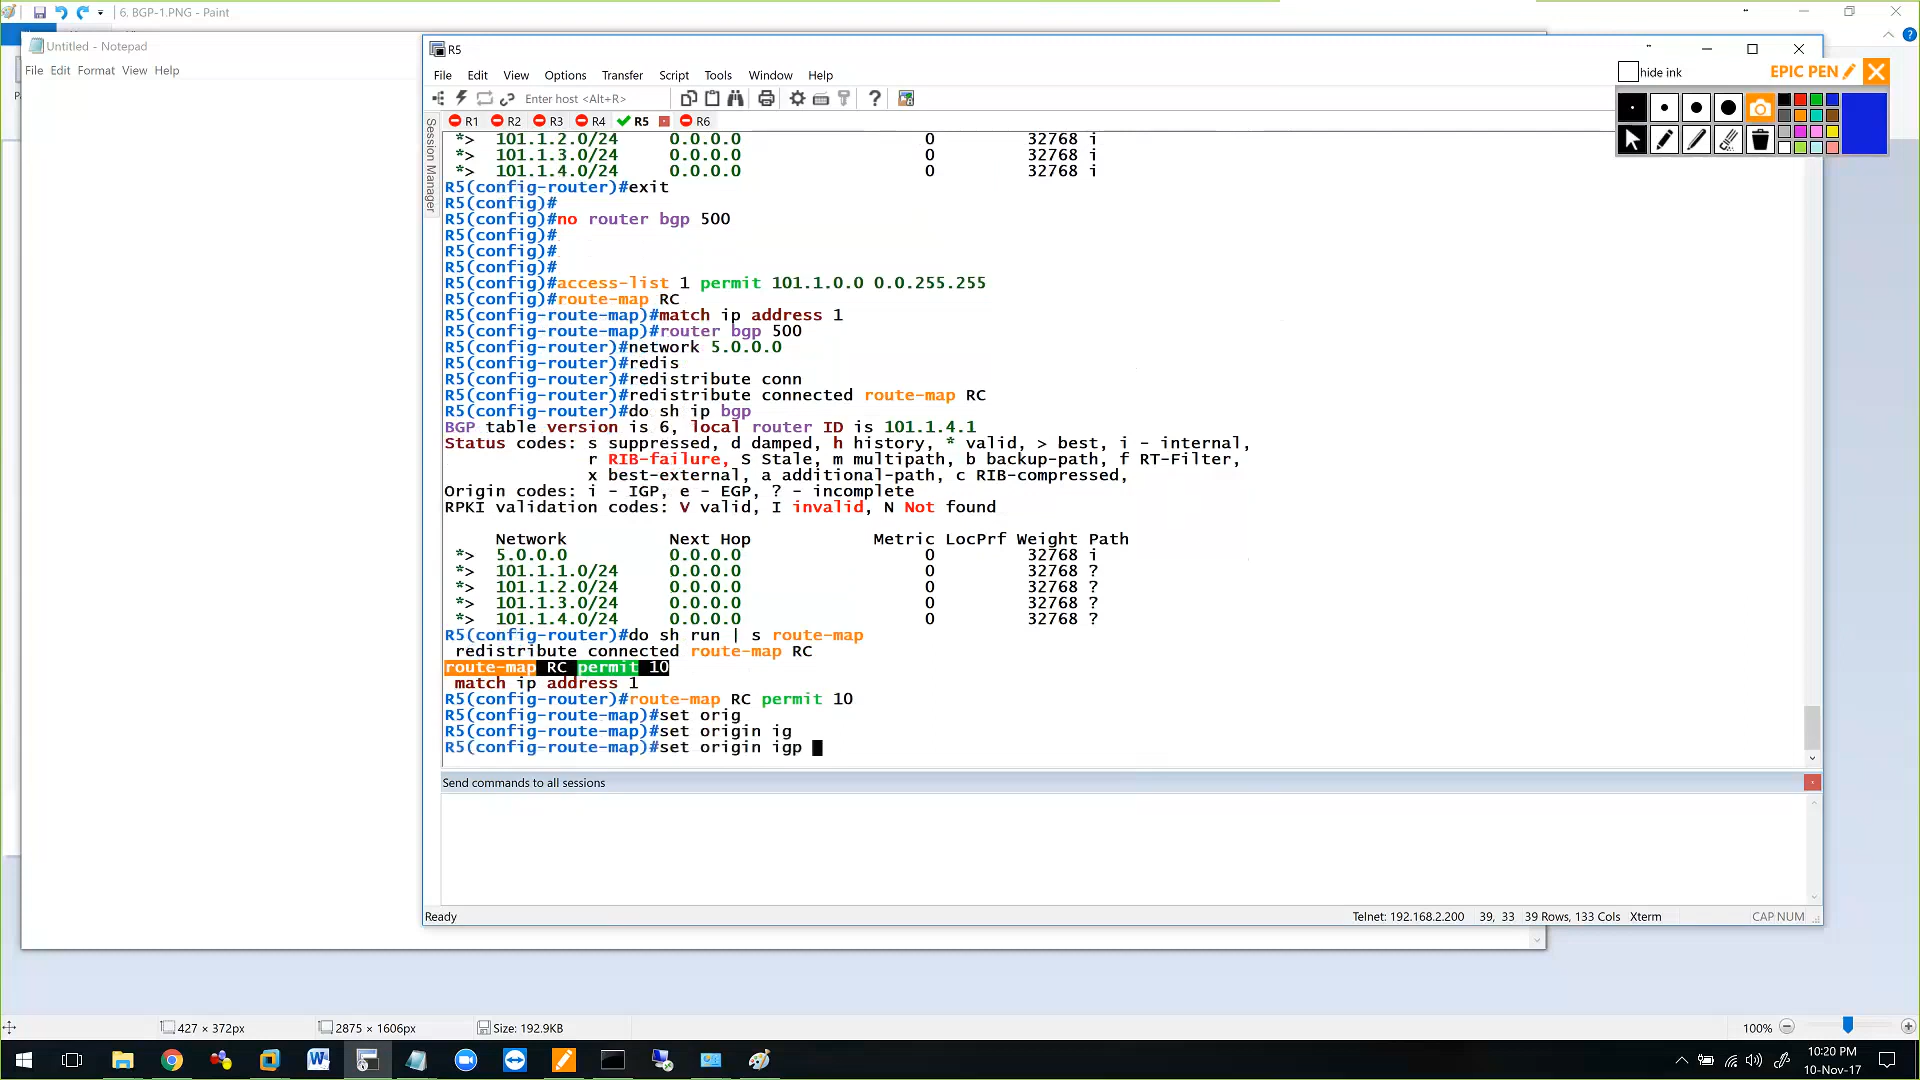 6. BGP-1.PNG - Paint
Untitled - Notepad
File Edit Format View Help
R5
File Edit View Options Transfer Script Tools Window Help
hide ink
EPIC PEN
Enter host <Alt+R>
R1 R2 R3 R4 R5 R6
Session Manager
*> 101.1.2.0/24 0.0.0.0 0 32768 i
*> 101.1.3.0/24 0.0.0.0 0 32768 i
*> 101.1.4.0/24 0.0.0.0 0 32768 i
R5(config-router)#exit
R5(config)#
R5(config)#no router bgp 500
R5(config)#
R5(config)#
R5(config)#
R5(config)#access-list 1 permit 101.1.0.0 0.0.255.255
R5(config)#route-map RC
R5(config-route-map)#match ip address 1
R5(config-route-map)#router bgp 500
R5(config-router)#network 5.0.0.0
R5(config-router)#redis
R5(config-router)#redistribute conn
R5(config-router)#redistribute connected route-map RC
R5(config-router)#do sh ip bgp
BGP table version is 6, local router ID is 101.1.4.1
Status codes: s suppressed, d damped, h history, * valid, > best, i - internal,
r RIB-failure, S Stale, m multipath, b backup-path, f RT-Filter,
x best-external, a additional-path, c RIB-compressed,
Origin codes: i - IGP, e - EGP, ? - incomplete
RPKI validation codes: V valid, I invalid, N Not found
Network Next Hop Metric LocPrf Weight Path
*> 5.0.0.0 0.0.0.0 0 32768 i
*> 101.1.1.0/24 0.0.0.0 0 32768 ?
*> 101.1.2.0/24 0.0.0.0 0 32768 ?
*> 101.1.3.0/24 0.0.0.0 0 32768 ?
*> 101.1.4.0/24 0.0.0.0 0 32768 ?
R5(config-router)#do sh run | s route-map
redistribute connected route-map RC
route-map RC permit 10
match ip address 1
R5(config-router)#route-map RC permit 10
R5(config-route-map)#set orig
R5(config-route-map)#set origin ig
R5(config-route-map)#set origin igp
Send commands to all sessions
Ready
Telnet: 192.168.2.200 39, 33 39 Rows, 133 Cols Xterm CAP NUM
427 × 372px 2875 × 1606px Size: 192.9KB 100%
10:20 PM
10-Nov-17